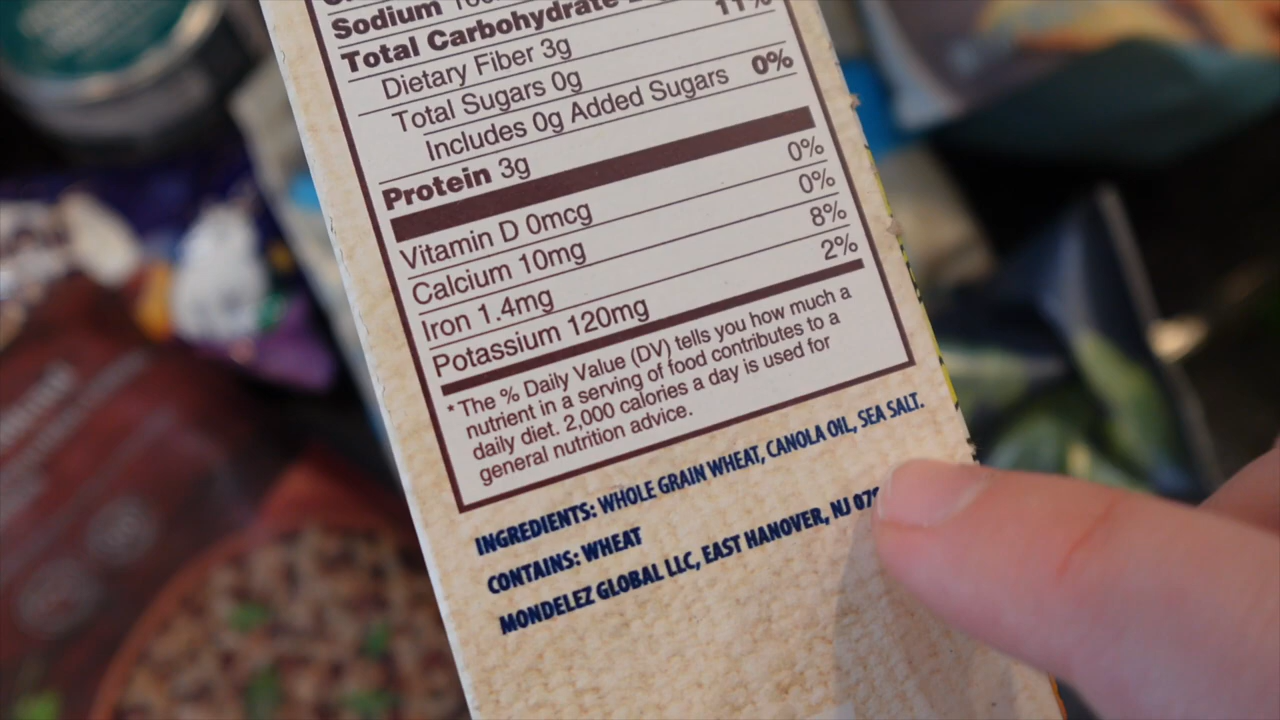 Sodium
Total Carbohydrate
Dietary Fiber 3g 11%
Total Sugars 0g
Includes 0g Added Sugars 0%
Protein 3g
Vitamin D 0mcg 0%
Calcium 10mg 0%
Iron 1.4mg 8%
Potassium 120mg 2%
* The % Daily Value (DV) tells you how much a
nutrient in a serving of food contributes to a
daily diet. 2,000 calories a day is used for
general nutrition advice.
INGREDIENTS: WHOLE GRAIN WHEAT, CANOLA OIL, SEA SALT.
CONTAINS: WHEAT
MONDELEZ GLOBAL LLC, EAST HANOVER, NJ